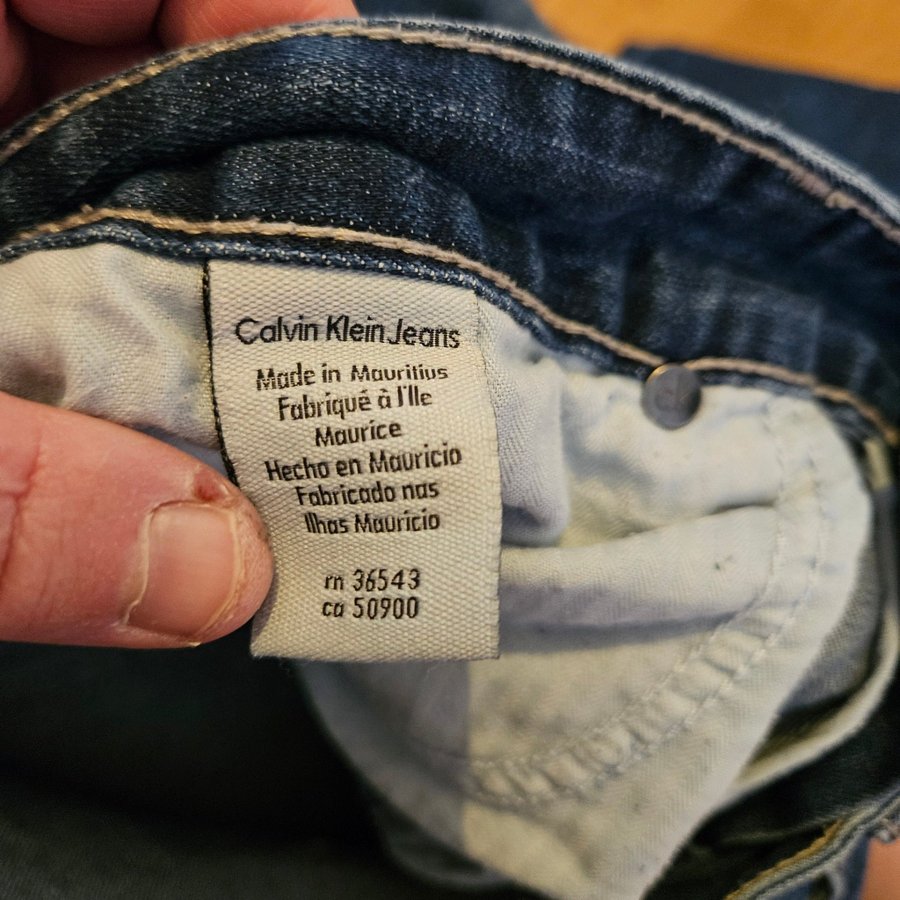 Calvin Klein Jeans
Made in Mauritius
Fabriqué à l'Ile
Maurice
Hecho en Mauricio
Fabricado nas
Ilhas Mauricio
rn 36543
ca 50900